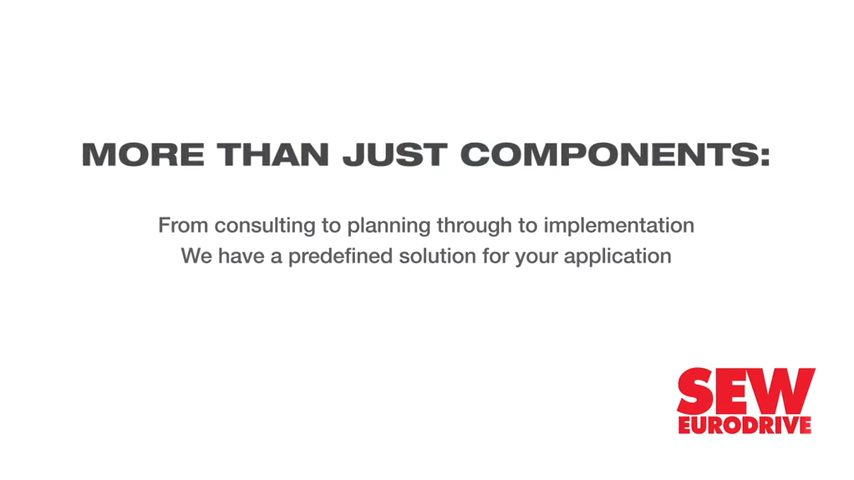 MORE THAN JUST COMPONENTS:
From consulting to planning through to implementation
We have a predefined solution for your application
SEW
EURODRIVE